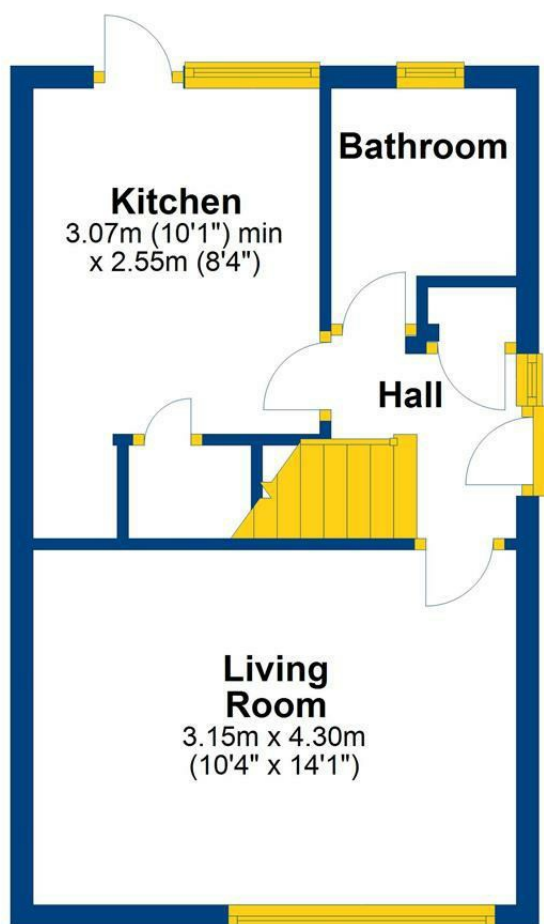 Bathroom
Kitchen
3.07m (10'1") min
x 2.55m (8'4")
Hall
Living
Room
3.15m x 4.30m
(10'4" x 14'1")